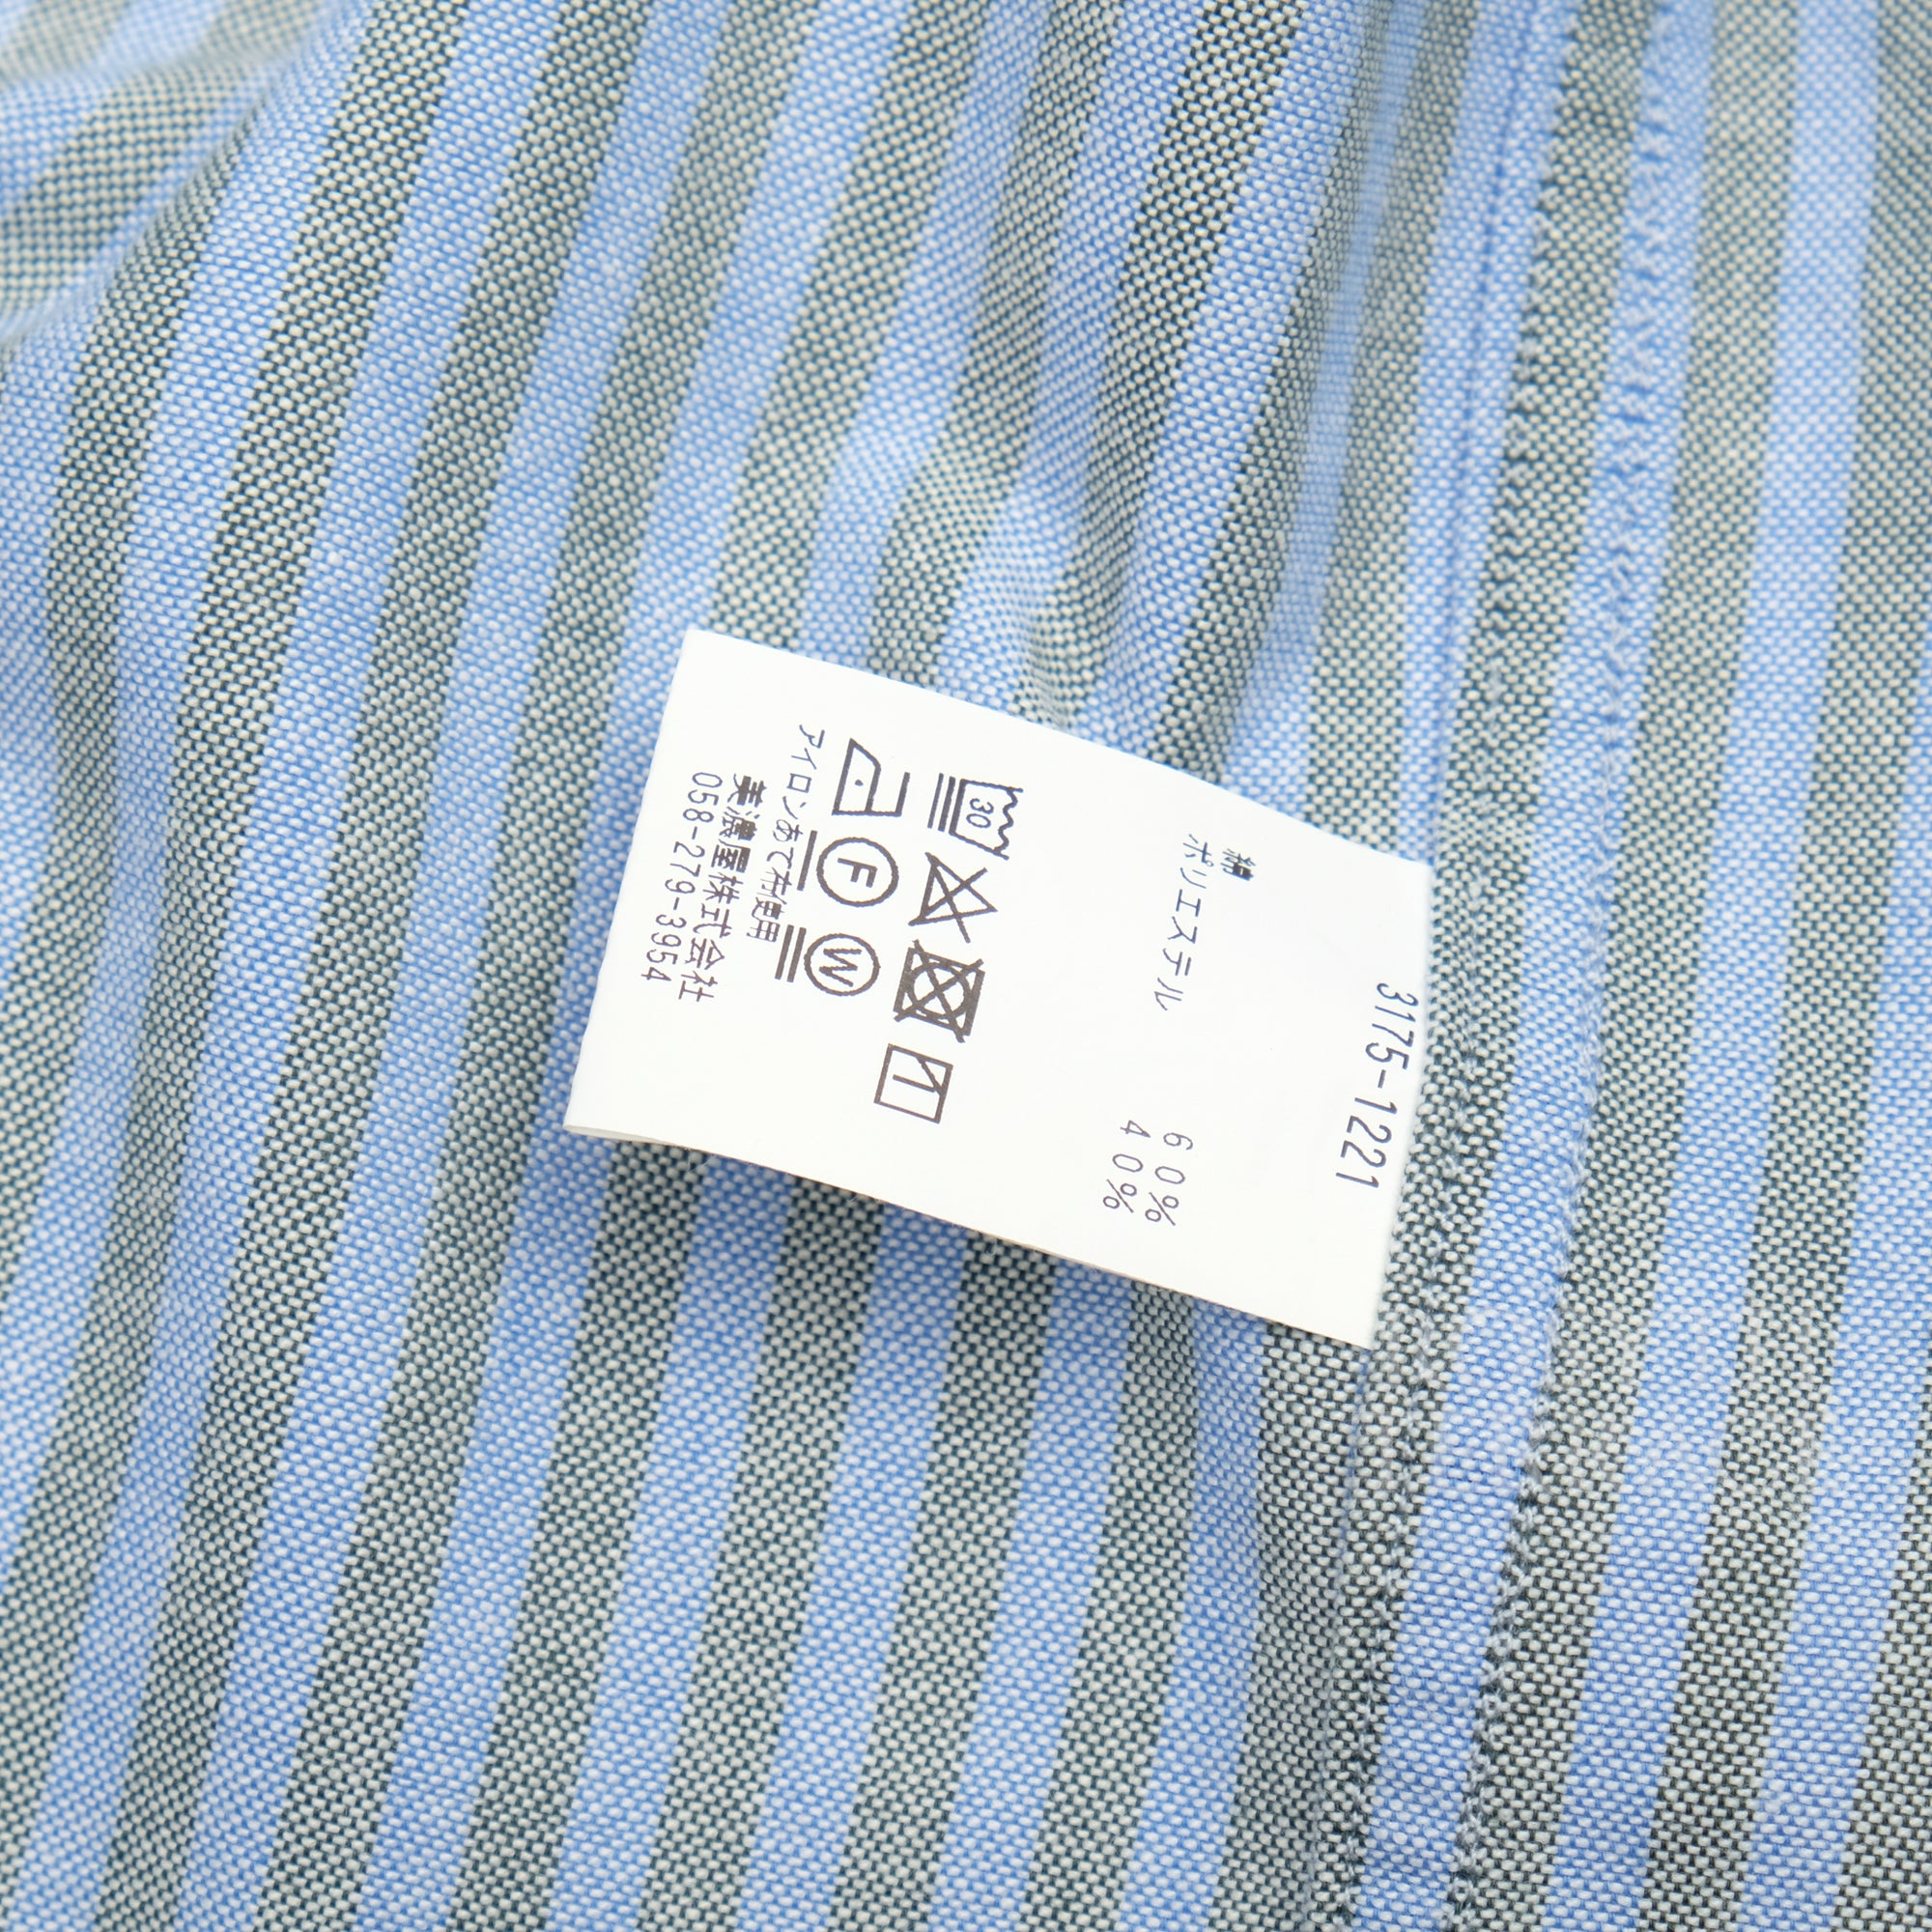 3175-1221
綿 60%
ポリエステル 40%
30
F W
アイロンあて布使用
美濃屋株式会社
058-279-3954